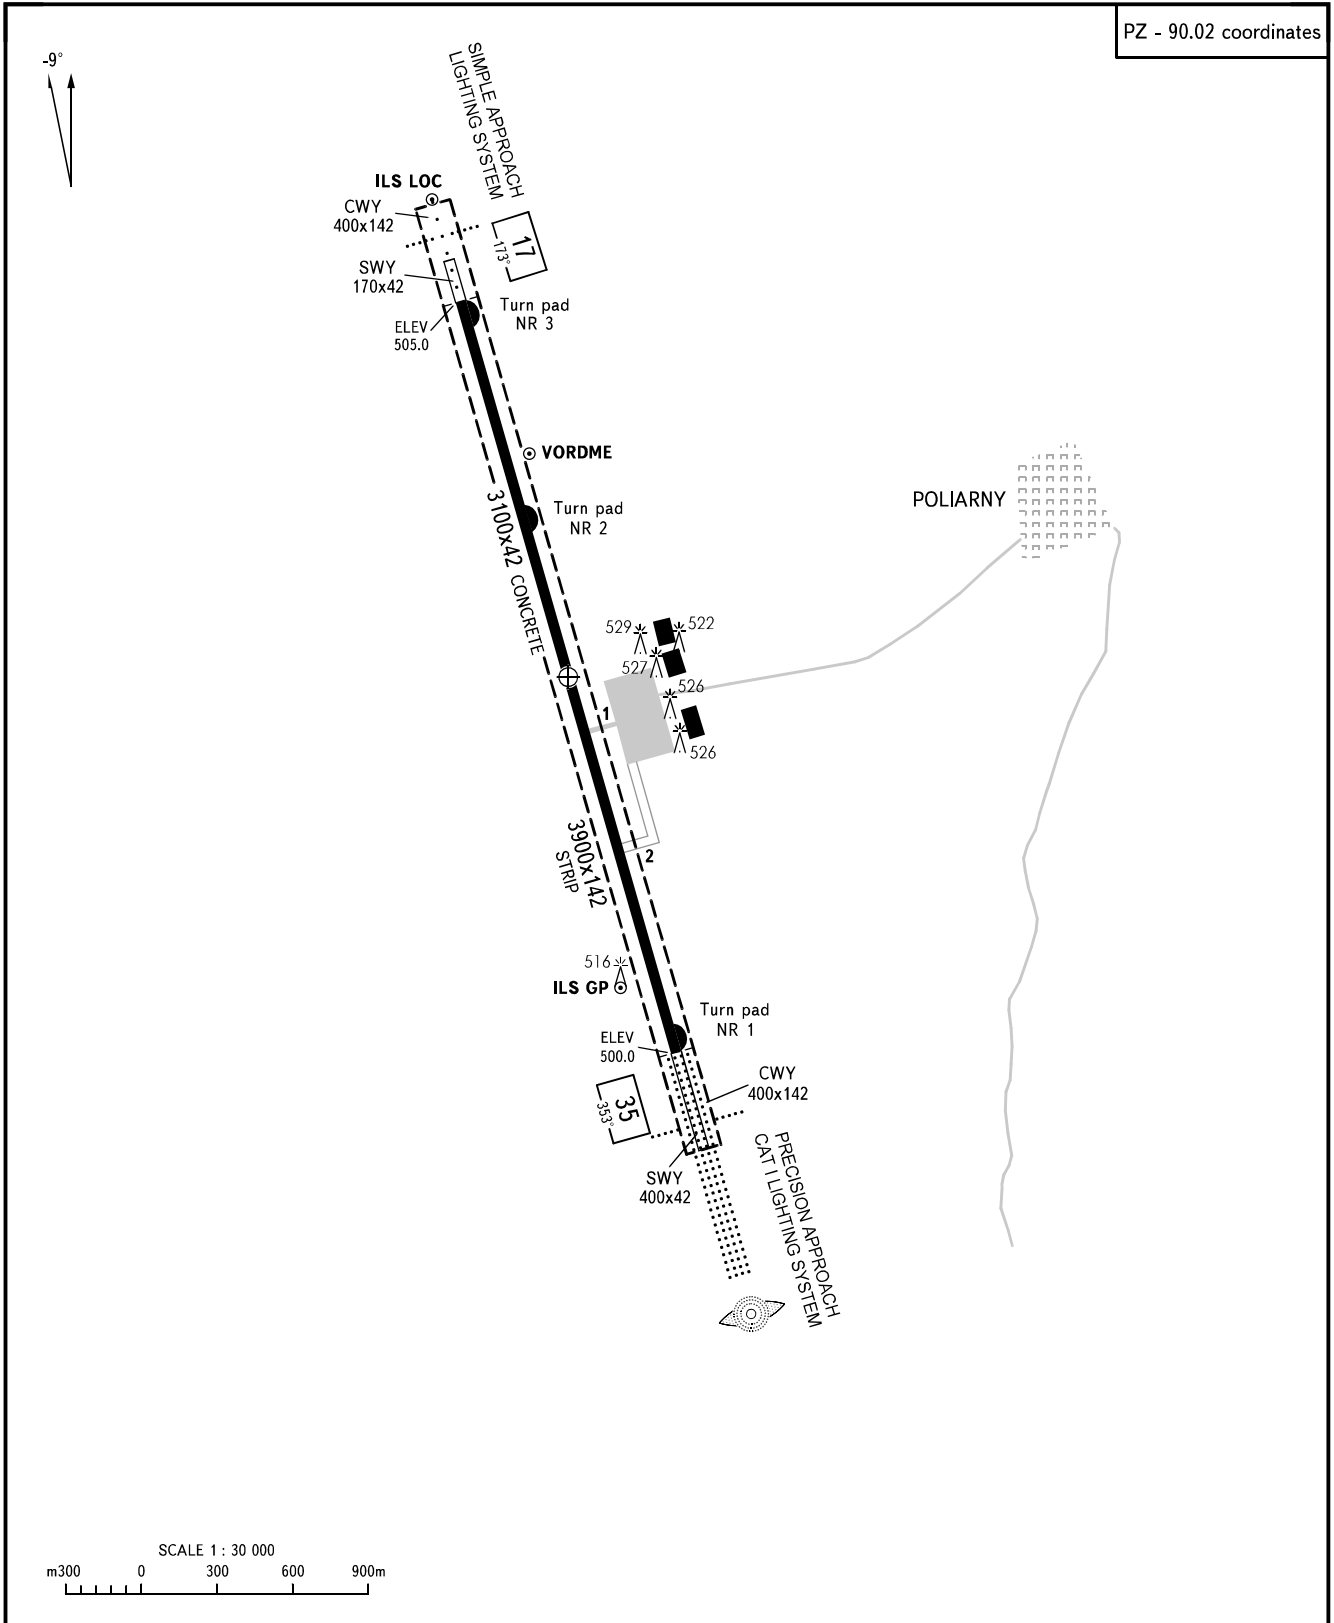 PZ - 90.02 coordinates
-9°
SIMPLE APPROACH
LIGHTING SYSTEM
ILS LOC
CWY
400x142
17
173°
SWY
170x42
Turn pad
NR 3
ELEV
505.0
VORDME
3100x42 CONCRETE
Turn pad
NR 2
POLIARNY
529
522
527
526
1
526
3900x142
STRIP
2
516
ILS GP
Turn pad
NR 1
ELEV
500.0
CWY
400x142
35
353°
SWY
400x42
PRECISION APPROACH
CAT I LIGHTING SYSTEM
SCALE 1 : 30 000
m300 0 300 600 900m